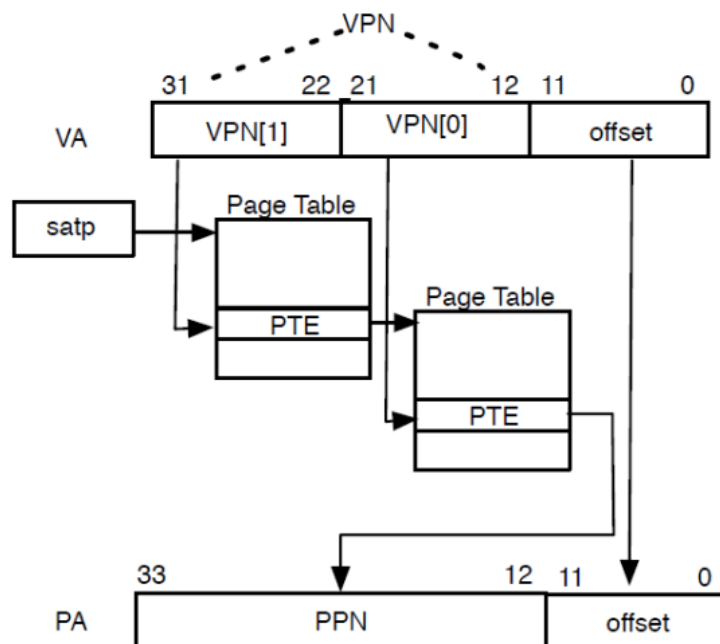 VPN
31 22 21 12 11 0
VA VPN[1] VPN[0] offset
Page Table
satp
Page Table
PTE
PTE
33 12 11 0
PA PPN offset